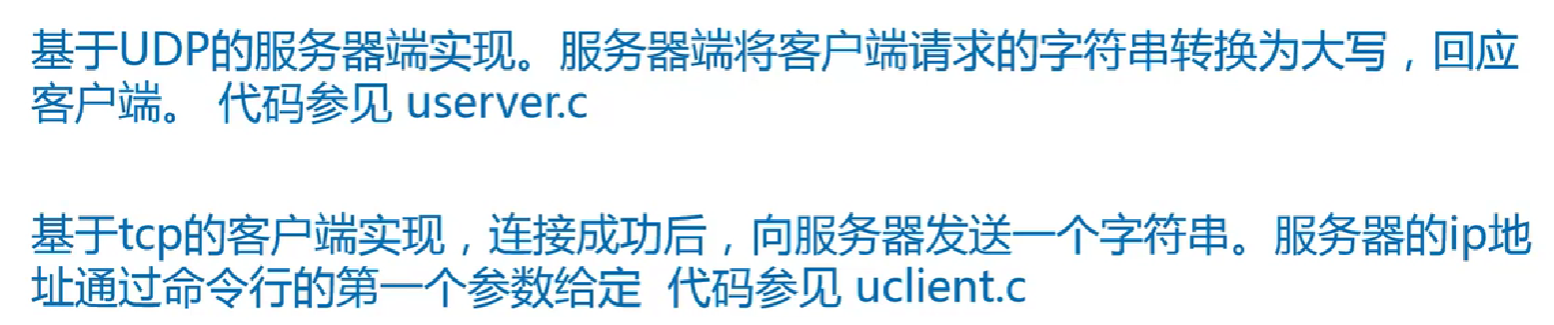 基于UDP的服务器端实现。服务器端将客户端请求的字符串转换为大写，回应
客户端。 代码参见 userver.c
基于tcp的客户端实现，连接成功后，向服务器发送一个字符串。服务器的ip地
址通过命令行的第一个参数给定 代码参见 uclient.c